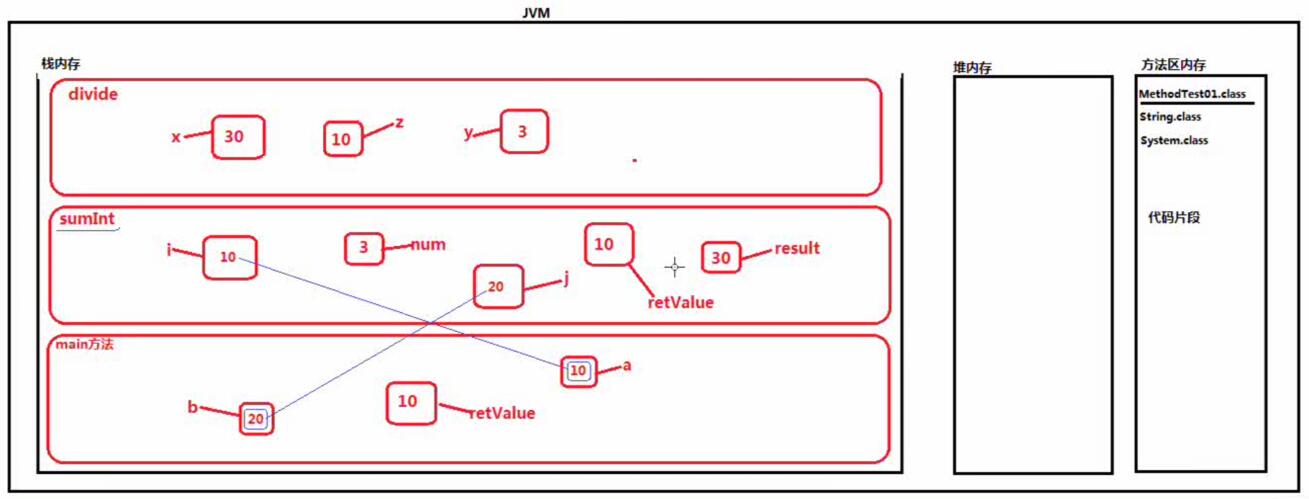 JVM
栈内存
divide
x 30 10 z y 3
sumInt
i 10 3 num 20 j 10 retValue 30 result
main方法
b 20 10 retValue 10 a
堆内存
方法区内存
MethodTest01.class
String.class
System.class
代码片段